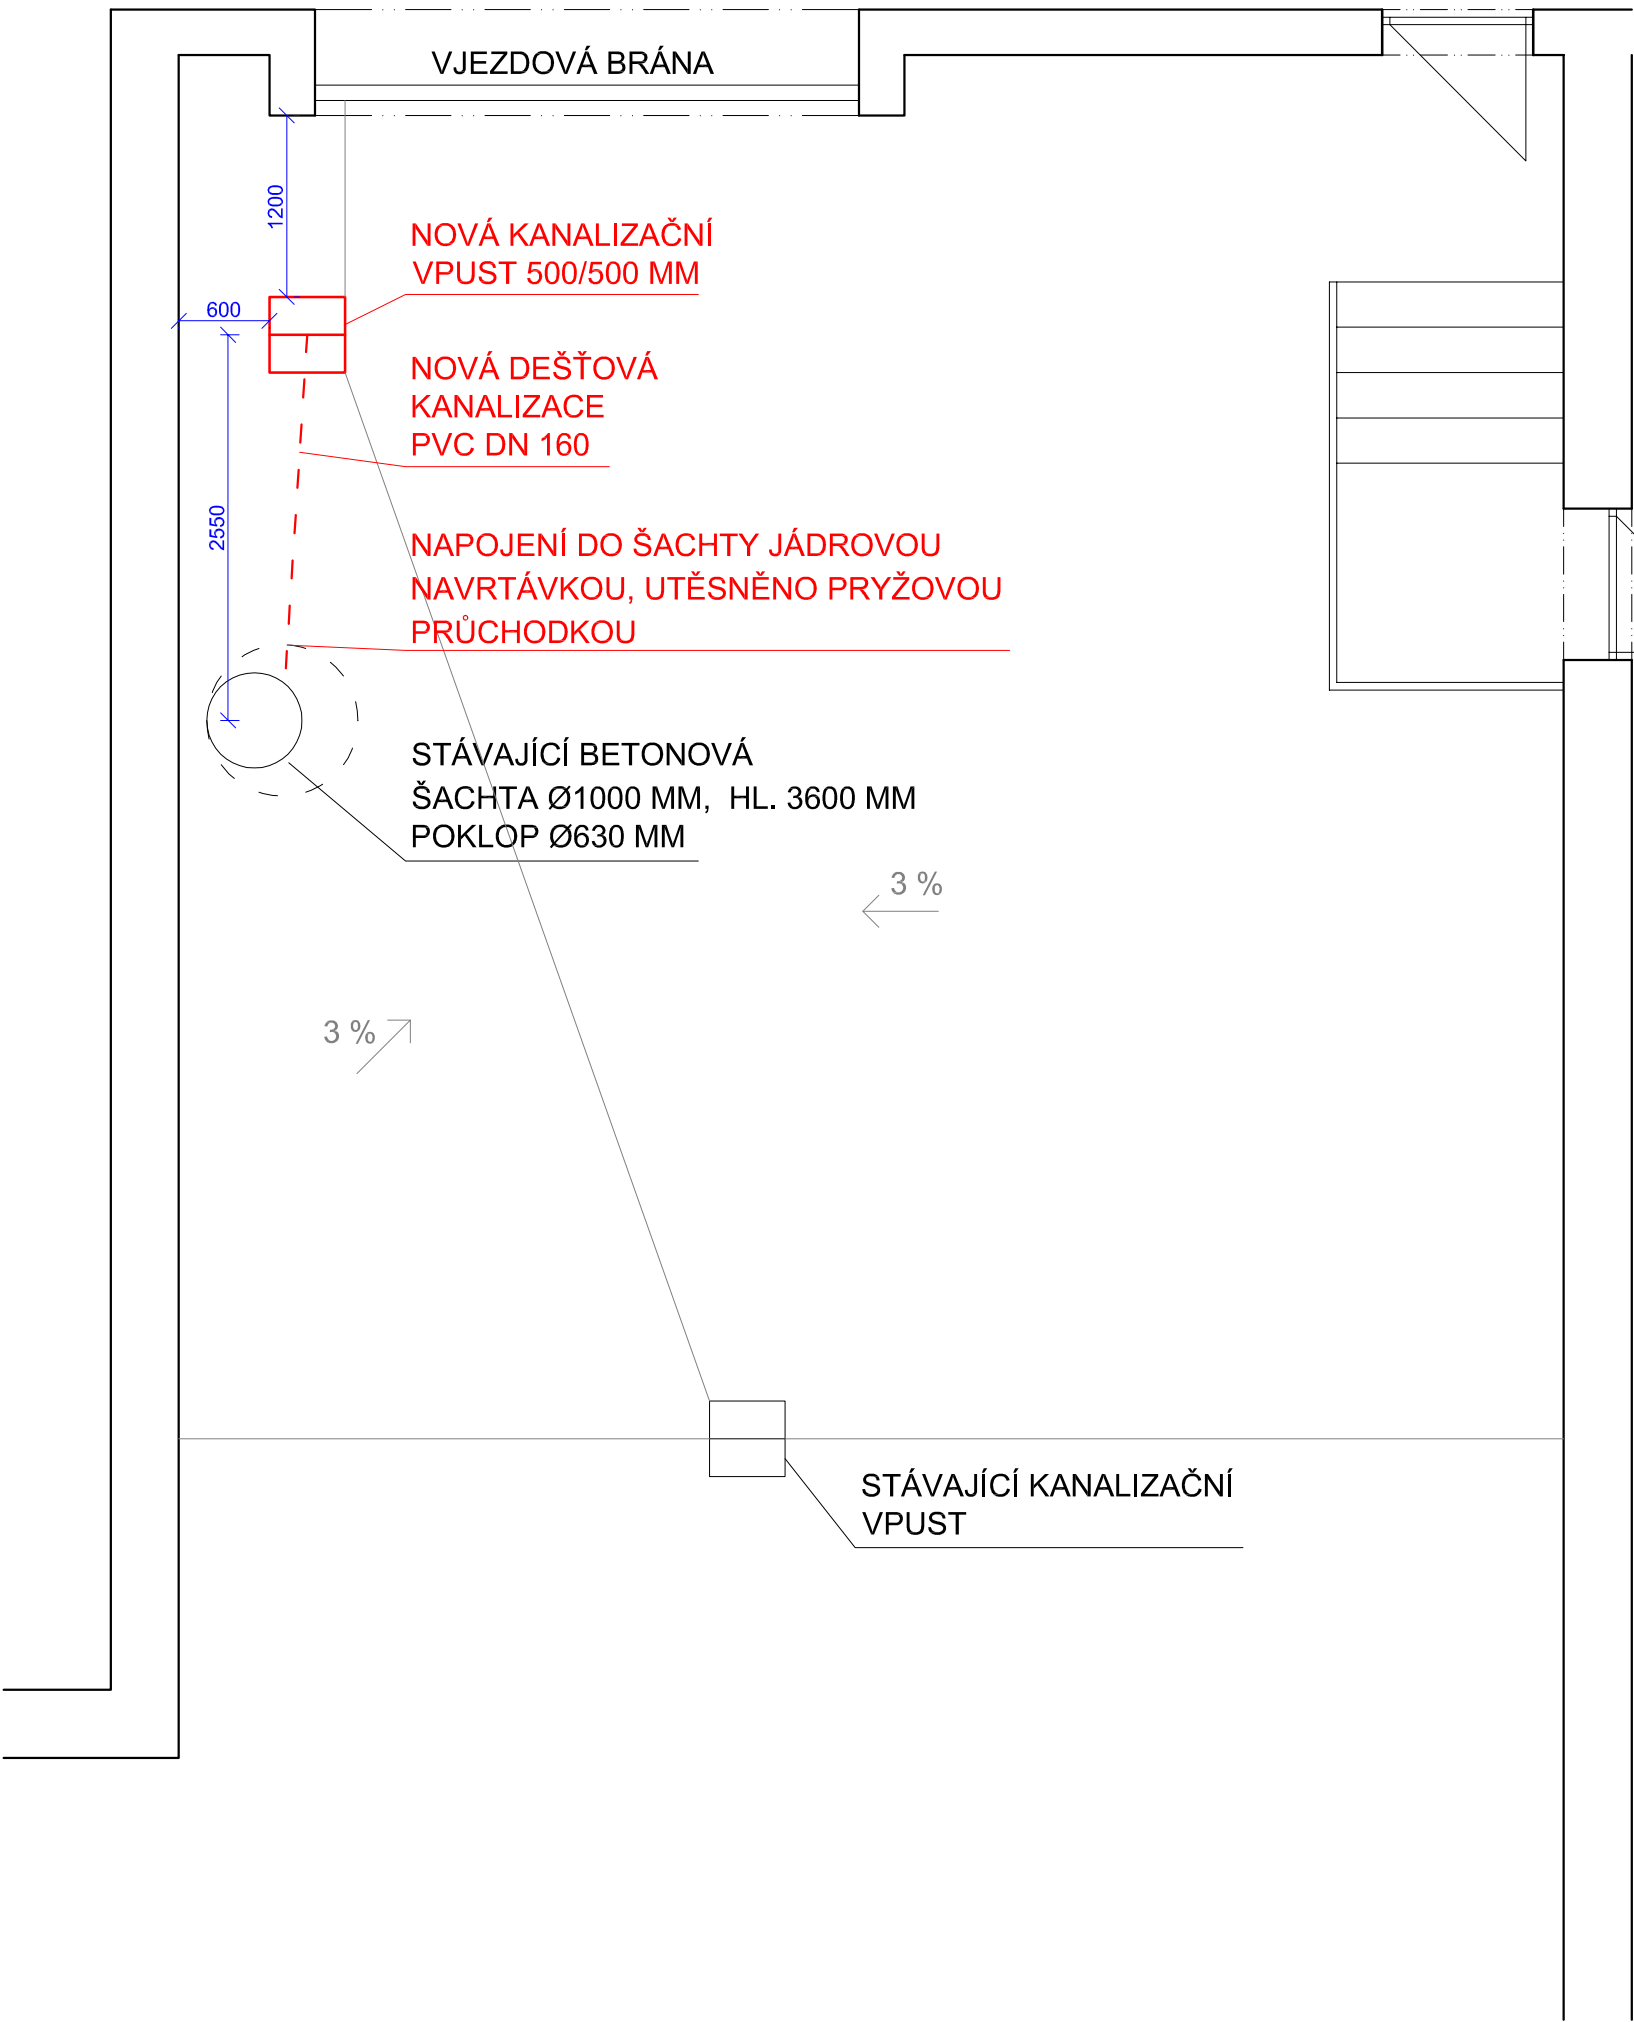 VJEZDOVÁ BRÁNA
1200
NOVÁ KANALIZAČNÍ
VPUST 500/500 MM
600
NOVÁ DEŠŤOVÁ
KANALIZACE
PVC DN 160
2550
NAPOJENÍ DO ŠACHTY JÁDROVOU
NAVRTÁVKOU, UTĚSNĚNO PRYŽOVOU
PRŮCHODKOU
STÁVAJÍCÍ BETONOVÁ
ŠACHTA Ø1000 MM, HL. 3600 MM
POKLOP Ø630 MM
3 %
3 %
STÁVAJÍCÍ KANALIZAČNÍ
VPUST